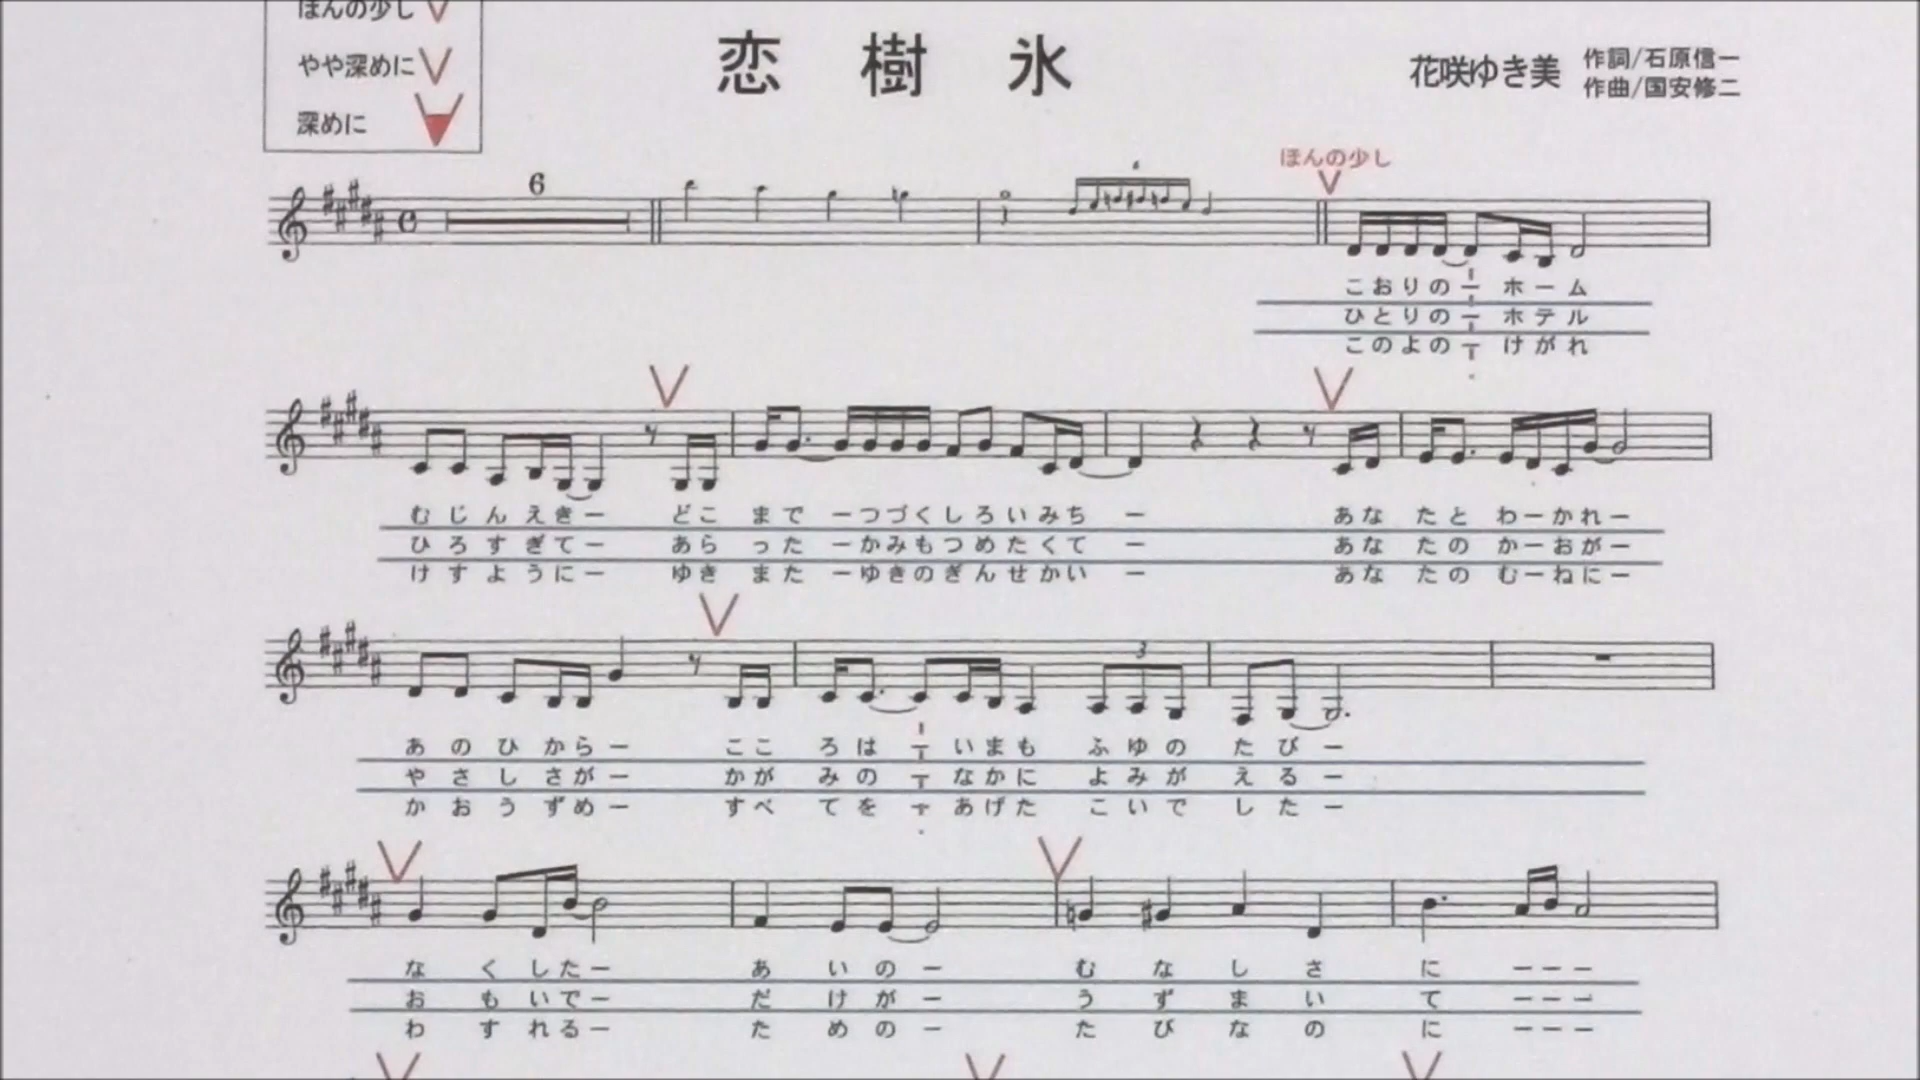 ほんの少し
やや深めに
深めに
恋樹氷
花咲ゆき美
作詞/石原信一
作曲/国安修二
6
ほんの少し
こおりのーホーム
ひとりのーホテル
このよのーけがれ
むじんえきー どこ まで ーつづくしろいみち ー あな たと わーかれー
ひろすぎてー あら った ーかみもつめたくて ー あな たの かーおがー
けすようにー ゆき また ーゆきのぎんせかい ー あな たの むーねにー
3
あのひからー ここ ろは ーいまも ふゆの たびー
やさしさがー かが みの ーなかに よみが えるー
かおうずめー すべ てを ーあげた こいで したー
なくしたー あいのー むなしさ にーーー
おもいでー だけがー うずまい てーーー
わすれるー ためのー たびなの にーーー